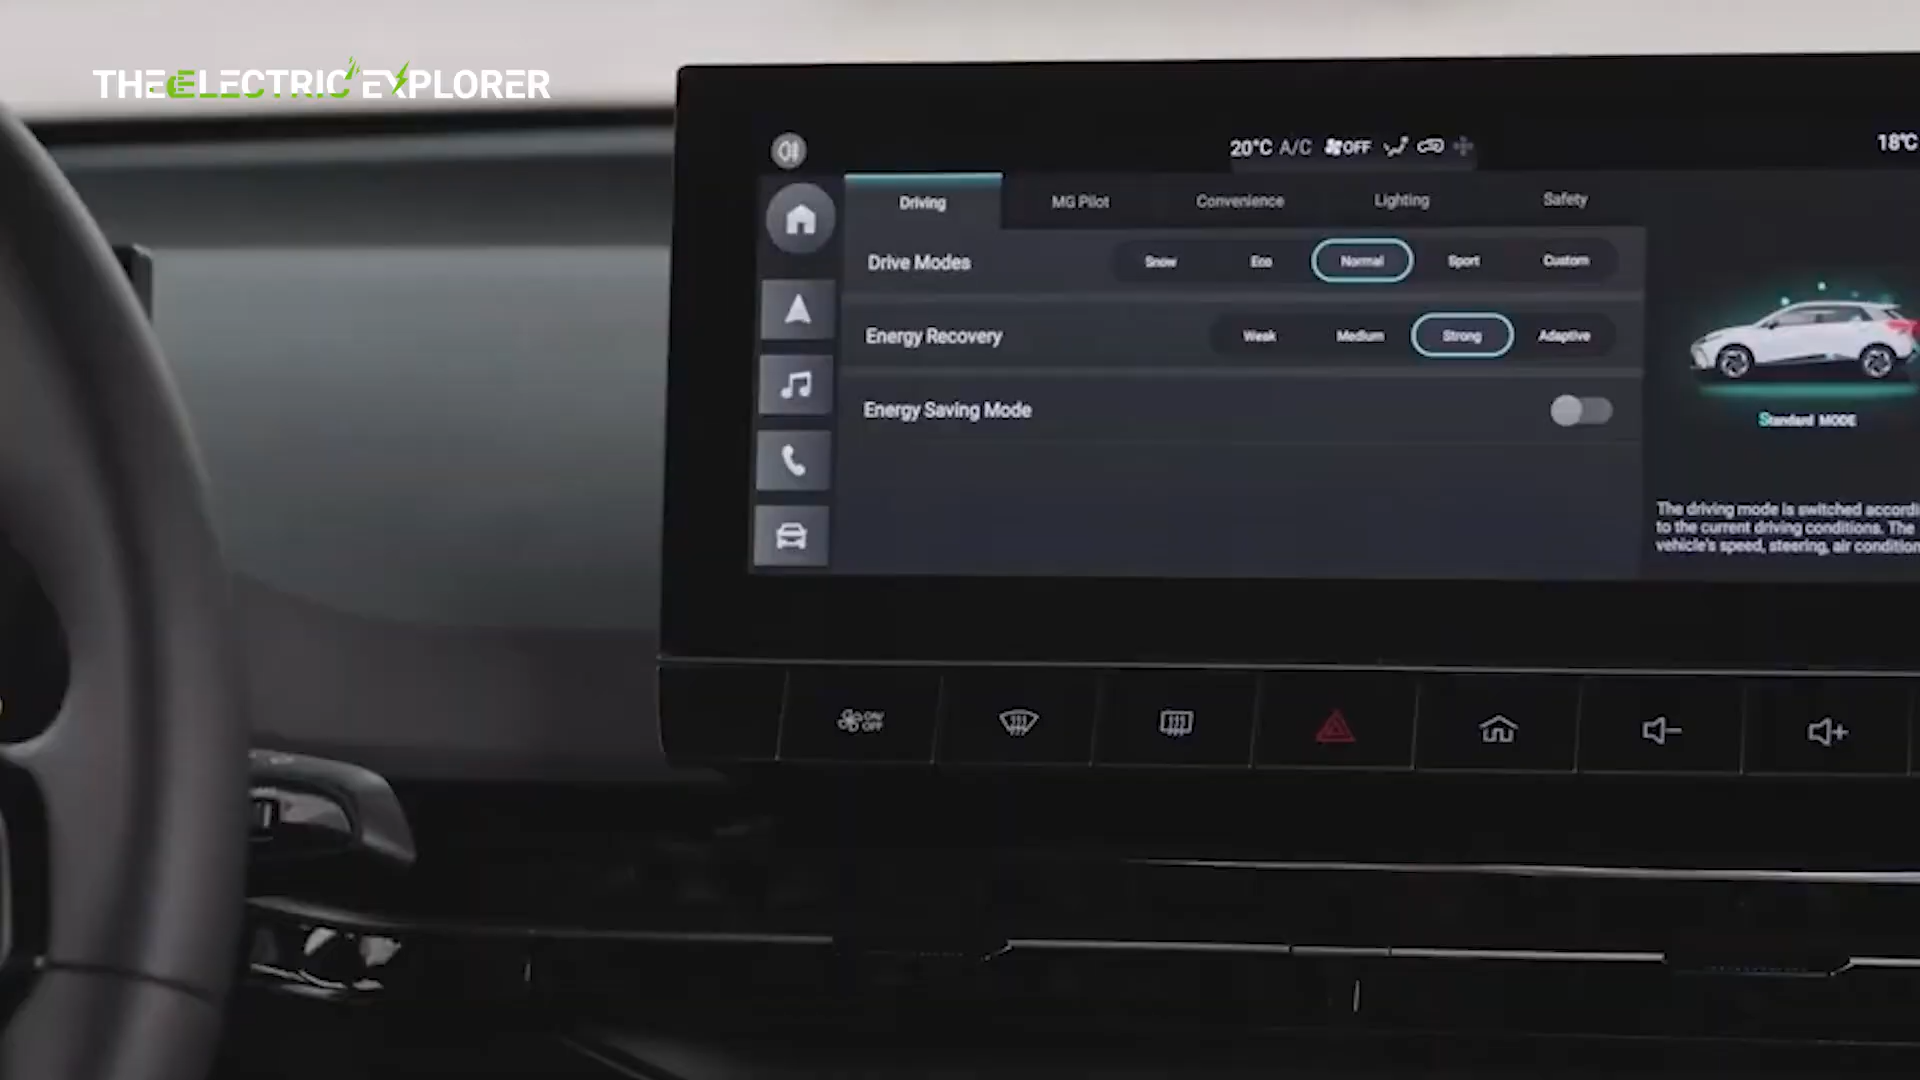 THE ELECTRIC EXPLORER
20°C A/C OFF
18°C
Driving
MG Pilot
Convenience
Lighting
Safety
Drive Modes
Snow
Eco
Normal
Sport
Custom
Energy Recovery
Weak
Medium
Strong
Adaptive
Energy Saving Mode
Standard MODE
The driving mode is switched accordi
to the current driving conditions. The
vehicle's speed, steering, air condition
ON/
OFF